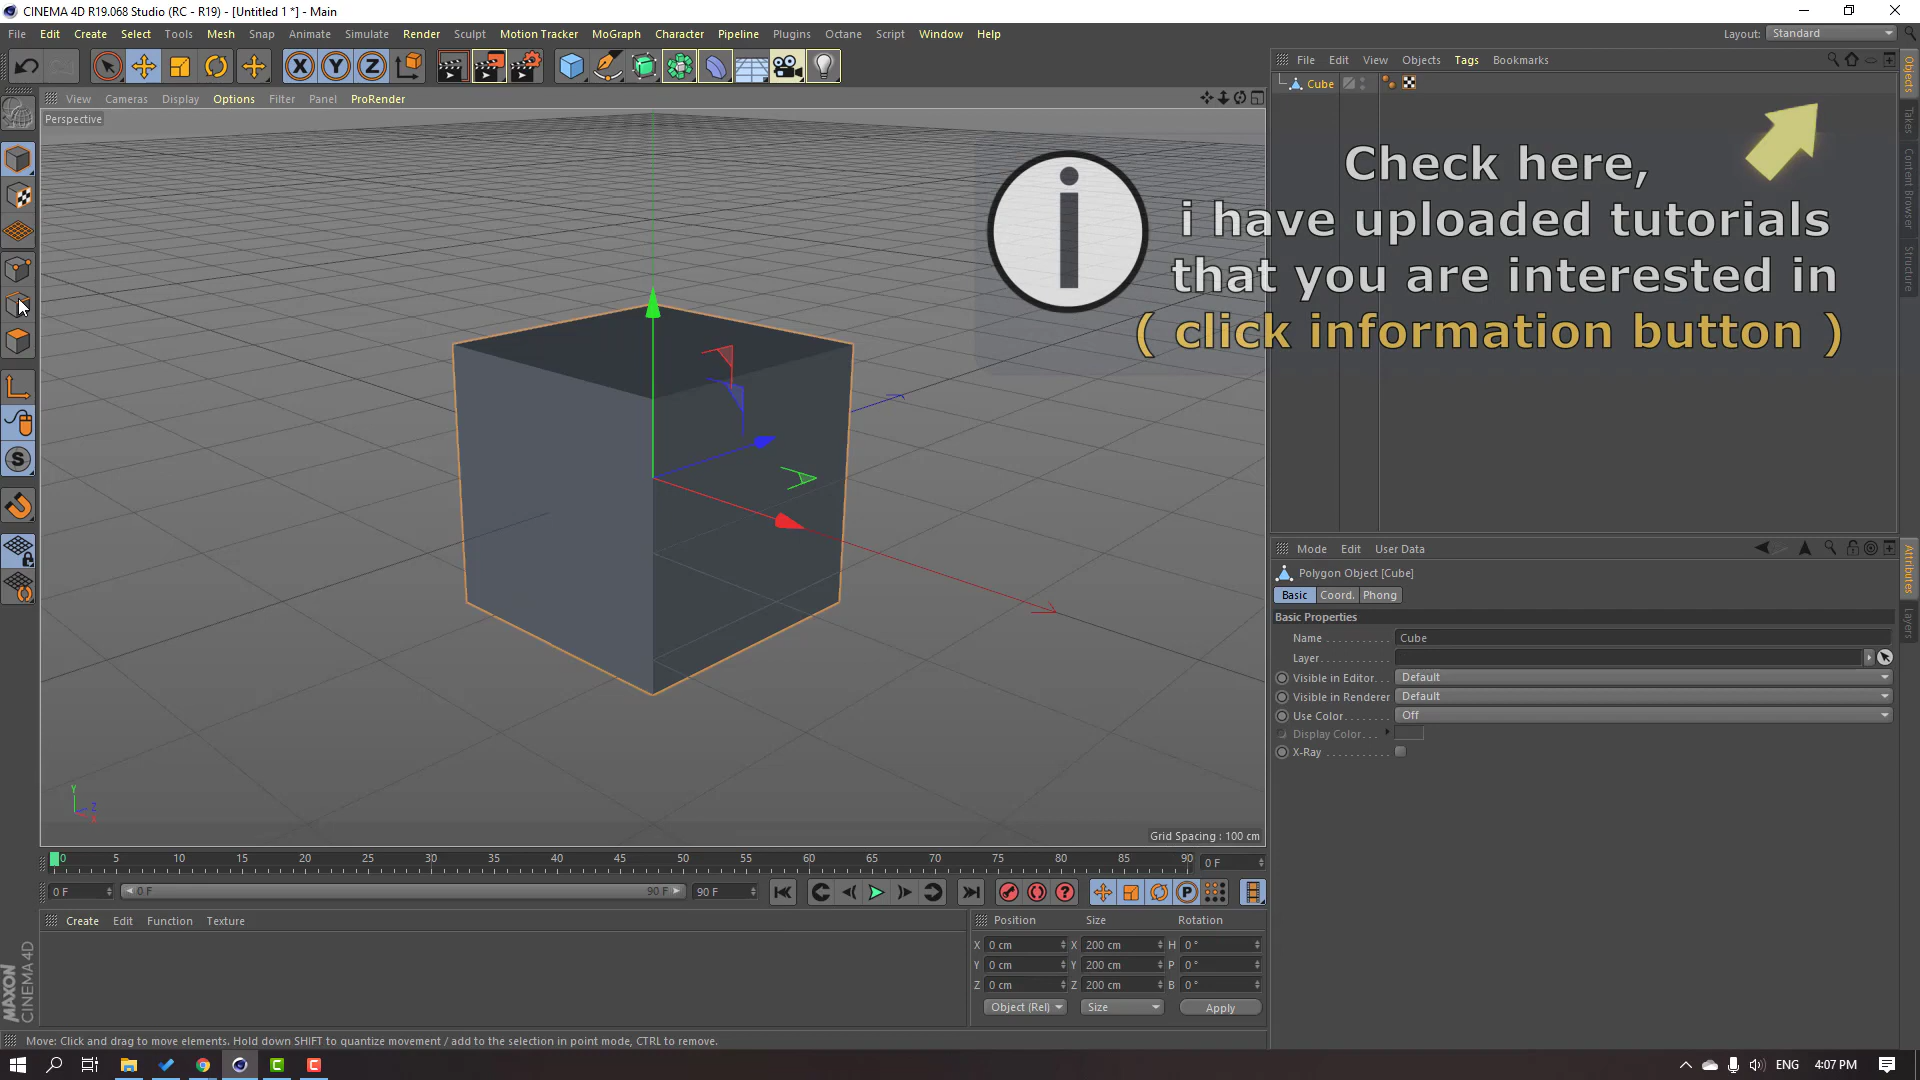 CINEMA 4D R19.068 Studio (RC - R19) - [Untitled 1 *] - Main
File Edit Create Select Tools Mesh Snap Animate Simulate Render Sculpt Motion Tracker MoGraph Character Pipeline Plugins Octane Script Window Help
Layout: Standard
X Y Z
File Edit View Objects Tags Bookmarks
View Cameras Display Options Filter Panel ProRender
Cube
Perspective
Check here,
i have uploaded tutorials
that you are interested in
( click information button )
Objects
Takes
Content Browser
Structure
S
Mode Edit User Data
Polygon Object [Cube]
Basic Coord. Phong
Basic Properties
Name Cube
Layer
Visible in Editor Default
Visible in Renderer Default
Use Color Off
Display Color
X-Ray
Attributes
Layers
Y
Z
X
Grid Spacing : 100 cm
0 5 10 15 20 25 30 35 40 45 50 55 60 65 70 75 80 85 90 0 F
0 F 0 F 90 F 90 F
P
Create Edit Function Texture
Position Size Rotation
X 0 cm X 200 cm H 0 °
Y 0 cm Y 200 cm P 0 °
Z 0 cm Z 200 cm B 0 °
Object (Rel) Size Apply
MAXON
CINEMA 4D
Move: Click and drag to move elements. Hold down SHIFT to quantize movement / add to the selection in point mode, CTRL to remove.
ENG 4:07 PM